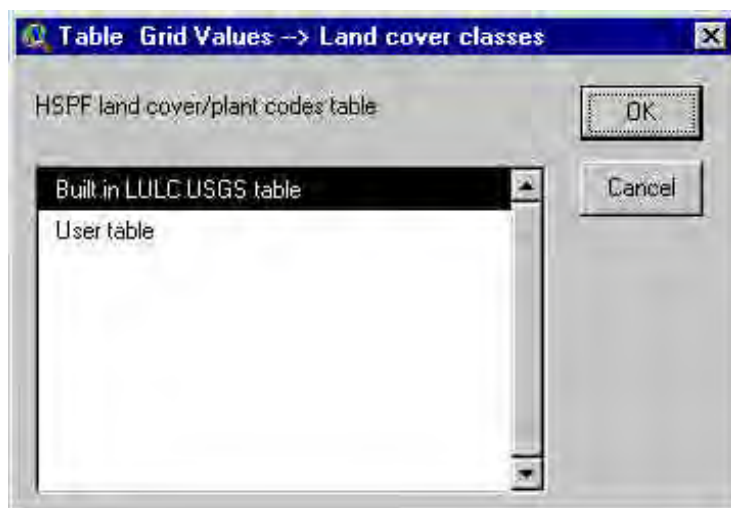 Table Grid Values --> Land cover classes
HSPF land cover/plant codes table
OK
Built in LULC USGS table
Cancel
User table